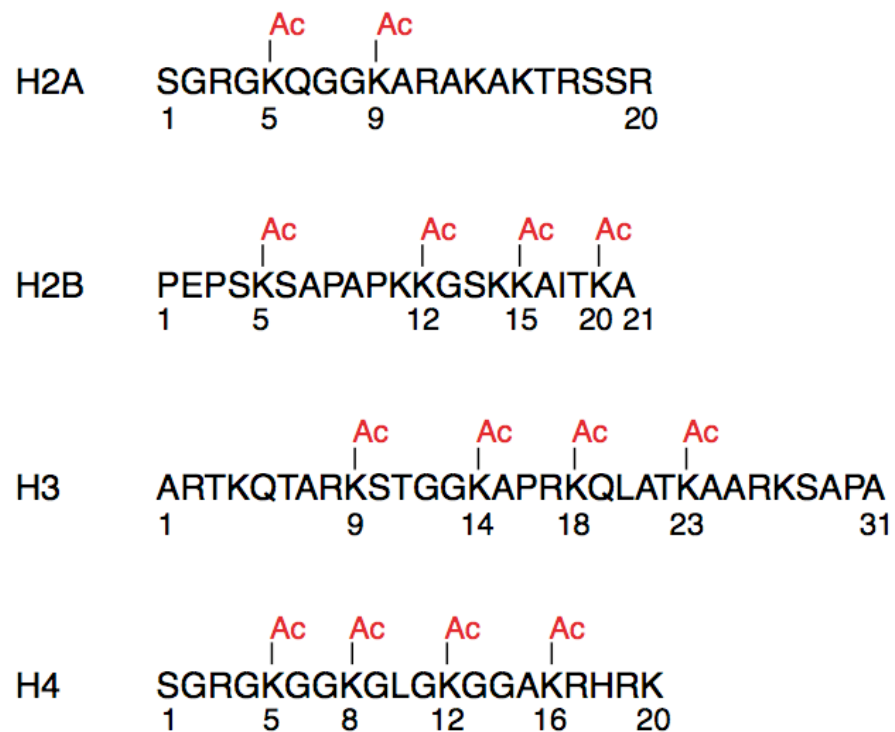 Ac Ac
H2A SGRGKQGGKARAKAKTRSSR
1 5 9 20
Ac Ac Ac Ac
H2B PEPSKSAPAPKKGSKKAITKA
1 5 12 15 20 21
Ac Ac Ac Ac
H3 ARTKQTARKSTGGKAPRKQLATKAARKSAPA
1 9 14 18 23 31
Ac Ac Ac Ac
H4 SGRGKGGKGLGKGGAKRHRK
1 5 8 12 16 20